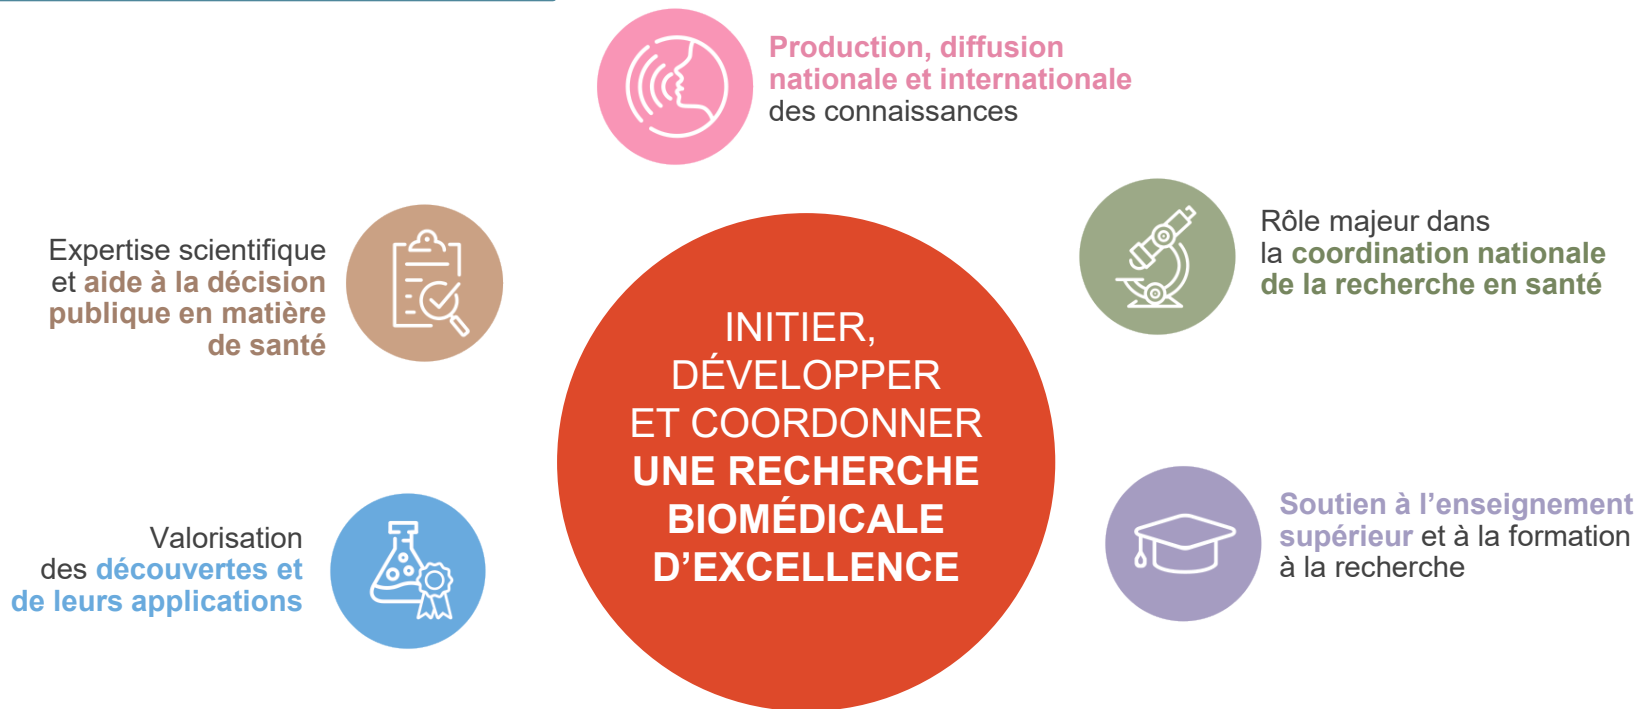 Production, diffusion
nationale et internationale
des connaissances
Expertise scientifique
et aide à la décision
publique en matière
de santé
Rôle majeur dans
la coordination nationale
de la recherche en santé
INITIER,
DÉVELOPPER
ET COORDONNER
UNE RECHERCHE
BIOMÉDICALE
D’EXCELLENCE
Valorisation
des découvertes et
de leurs applications
Soutien à l’enseignement
supérieur et à la formation
à la recherche